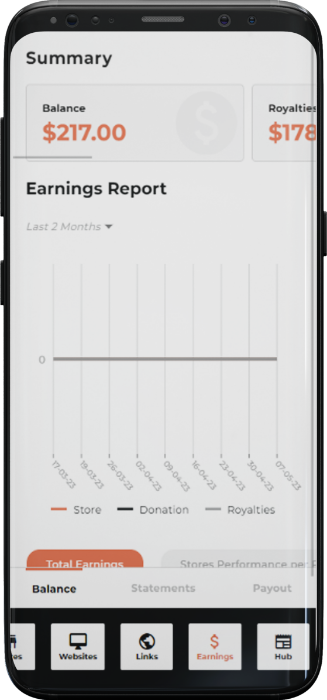 Summary
Balance
$217.00
Royalties
$178
Earnings Report
Last 2 Months
0
17-03-23 19-03-23 26-03-23 02-04-23 09-04-23 16-04-23 23-04-23 30-04-23 07-05-23
Store Donation Royalties
Total Earnings Stores Performance per
Balance Statements Payout
es Websites Links Earnings Hub